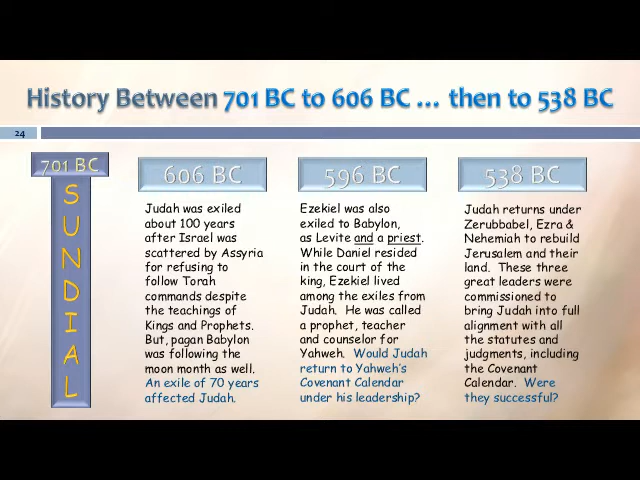 History Between 701 BC to 606 BC ... then to 538 BC
24
701 BC
S
U
N
D
I
A
L
606 BC
Judah was exiled
about 100 years
after Israel was
scattered by Assyria
for refusing to
follow Torah
commands despite
the teachings of
Kings and Prophets.
But, pagan Babylon
was following the
moon month as well.
An exile of 70 years
affected Judah.
596 BC
Ezekiel was also
exiled to Babylon,
as Levite and a priest.
While Daniel resided
in the court of the
king, Ezekiel lived
among the exiles from
Judah. He was called
a prophet, teacher
and counselor for
Yahweh. Would Judah
return to Yahweh's
Covenant Calendar
under his leadership?
538 BC
Judah returns under
Zerubbabel, Ezra &
Nehemiah to rebuild
Jerusalem and their
land. These three
great leaders were
commissioned to
bring Judah into full
alignment with all
the statutes and
judgments, including
the Covenant
Calendar. Were
they successful?